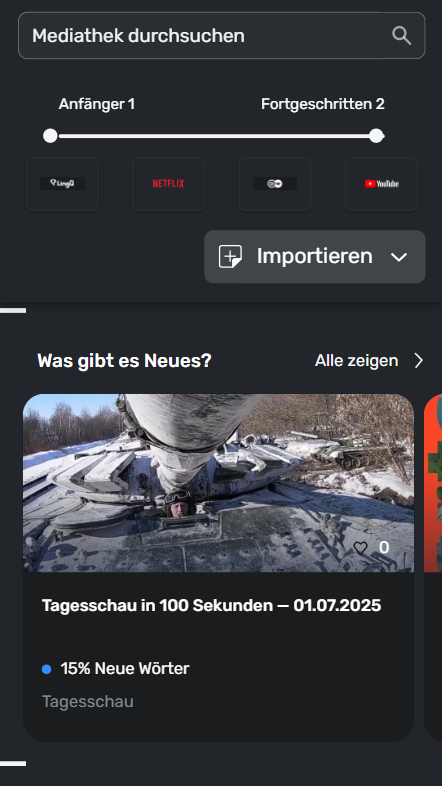 Mediathek durchsuchen
Anfänger 1
Fortgeschritten 2
LingQ
NETFLIX
YouTube
Importieren
Was gibt es Neues?
Alle zeigen
0
Tagesschau in 100 Sekunden – 01.07.2025
15% Neue Wörter
Tagesschau